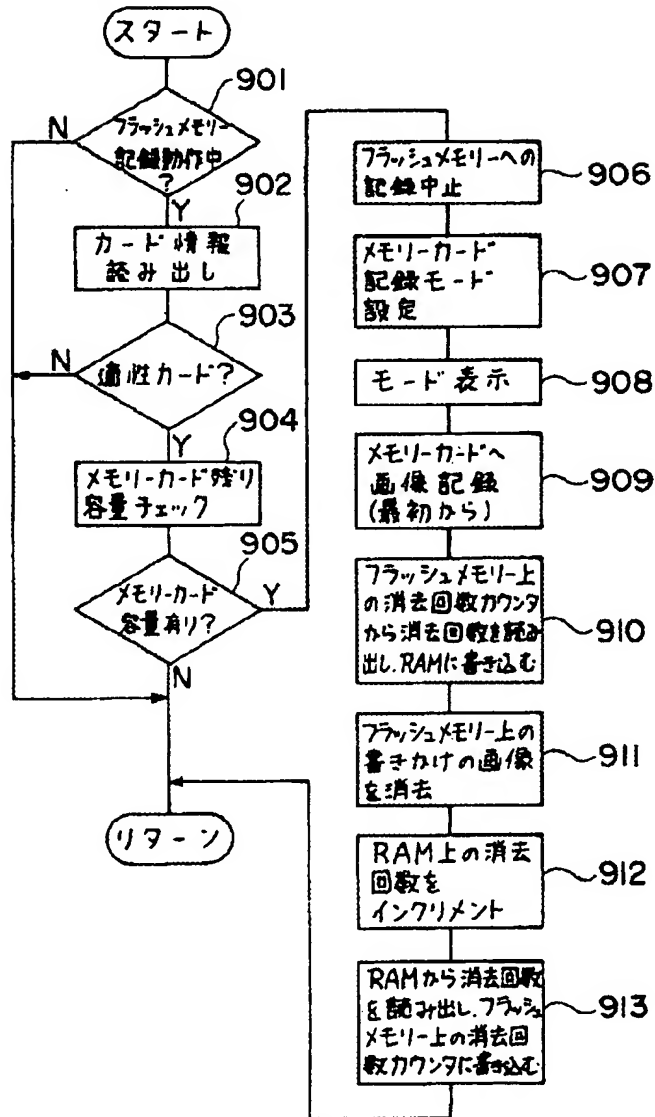 スタート
901
N
フラッシュメモリー
記録動作中
?
Y
902
カード情報
読み出し
903
N
適性カード?
Y
904
メモリーカード残り
容量チェック
905
メモリーカード
容量有り?
Y
N
リターン
フラッシュメモリーへの
記録中止
906
メモリーカード
記録モード
設定
907
モード表示
908
メモリーカードへ
画像記録
(最初から)
909
フラッシュメモリー上
の消去回数カウンタ
から消去回数を読み
出し、RAMに書き込む
910
フラッシュメモリー上の
書きかけの画像
を消去
911
RAM上の消去
回数を
インクリメント
912
RAMから消去回数
を読み出し、フラッシュ
メモリー上の消去回
数カウンタに書き込む
913